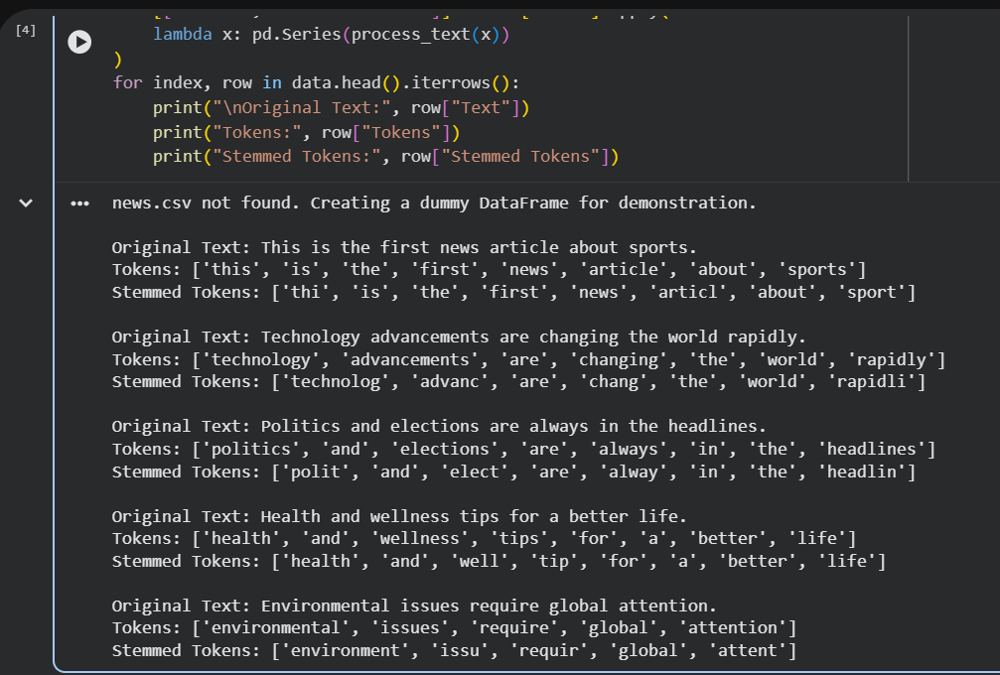 [4]
lambda x: pd.Series(process_text(x))
)
for index, row in data.head().iterrows():
print("\nOriginal Text:", row["Text"])
print("Tokens:", row["Tokens"])
print("Stemmed Tokens:", row["Stemmed Tokens"])
news.csv not found. Creating a dummy DataFrame for demonstration.
Original Text: This is the first news article about sports.
Tokens: ['this', 'is', 'the', 'first', 'news', 'article', 'about', 'sports']
Stemmed Tokens: ['thi', 'is', 'the', 'first', 'news', 'articl', 'about', 'sport']
Original Text: Technology advancements are changing the world rapidly.
Tokens: ['technology', 'advancements', 'are', 'changing', 'the', 'world', 'rapidly']
Stemmed Tokens: ['technolog', 'advanc', 'are', 'chang', 'the', 'world', 'rapidli']
Original Text: Politics and elections are always in the headlines.
Tokens: ['politics', 'and', 'elections', 'are', 'always', 'in', 'the', 'headlines']
Stemmed Tokens: ['polit', 'and', 'elect', 'are', 'alway', 'in', 'the', 'headlin']
Original Text: Health and wellness tips for a better life.
Tokens: ['health', 'and', 'wellness', 'tips', 'for', 'a', 'better', 'life']
Stemmed Tokens: ['health', 'and', 'well', 'tip', 'for', 'a', 'better', 'life']
Original Text: Environmental issues require global attention.
Tokens: ['environmental', 'issues', 'require', 'global', 'attention']
Stemmed Tokens: ['environment', 'issu', 'requir', 'global', 'attent']